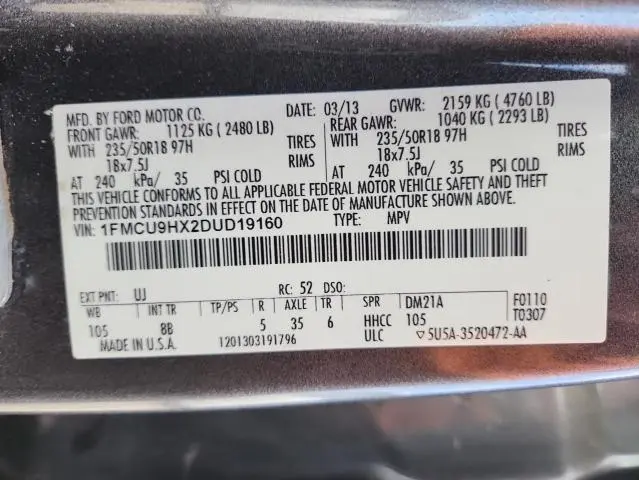 MFD. BY FORD MOTOR CO. DATE: 03/13 GVWR: 2159 KG ( 4760 LB)
FRONT GAWR: 1125 KG ( 2480 LB) REAR GAWR: 1040 KG ( 2293 LB)
WITH 235/50R18 97H TIRES WITH 235/50R18 97H TIRES
18x7.5J RIMS 18x7.5J RIMS
AT 240 kPa/ 35 PSI COLD AT 240 kPa/ 35 PSI COLD
THIS VEHICLE CONFORMS TO ALL APPLICABLE FEDERAL MOTOR VEHICLE SAFETY AND THEFT
PREVENTION STANDARDS IN EFFECT ON THE DATE OF MANUFACTURE SHOWN ABOVE.
VIN: 1FMCU9HX2DUD19160 TYPE: MPV
EXT PNT: UJ RC: 52 DSO:
WB INT TR TP/PS R AXLE TR SPR DM21A F0110
105 8B 5 35 6 HHCC 105 T0307
MADE IN U.S.A. 1201303191796 ULC ▽5U5A-3520472-AA